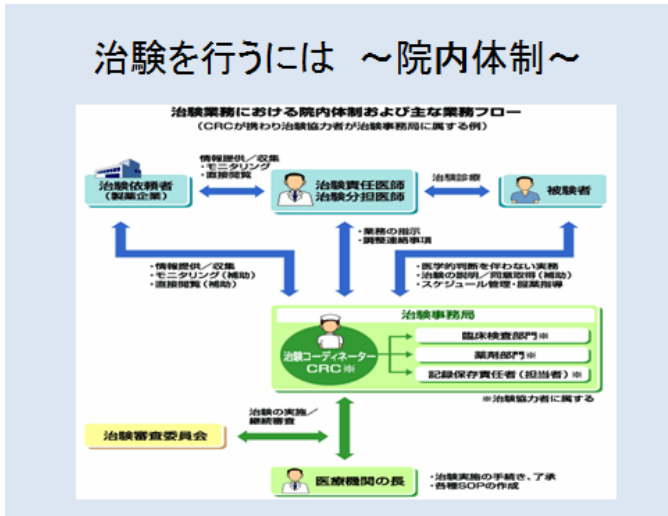 治験を行うには ～院内体制～
治験業務における院内体制および主な業務フロー
(CRCが携わり治験協力者が治験事務局に属する例)
情報提供／収集
・モニタリング
・直接閲覧
治験依頼者
(製薬企業)
治験責任医師
治験分担医師
治験診療
被験者
・業務の指示
・調整連絡事項
・情報提供／収集
・モニタリング(補助)
・直接閲覧(補助)
・医学的判断を伴わない実務
・治験の説明／同意取得(補助)
・スケジュール管理・服薬指導
治験事務局
治験コーディネーター
CRC※
臨床検査部門※
薬剤部門※
記録保存責任者(担当者)※
※治験協力者に属する
治験の実施／
継続審査
治験審査委員会
医療機関の長
・治験実施の手続き、了承
・各種SOPの作成